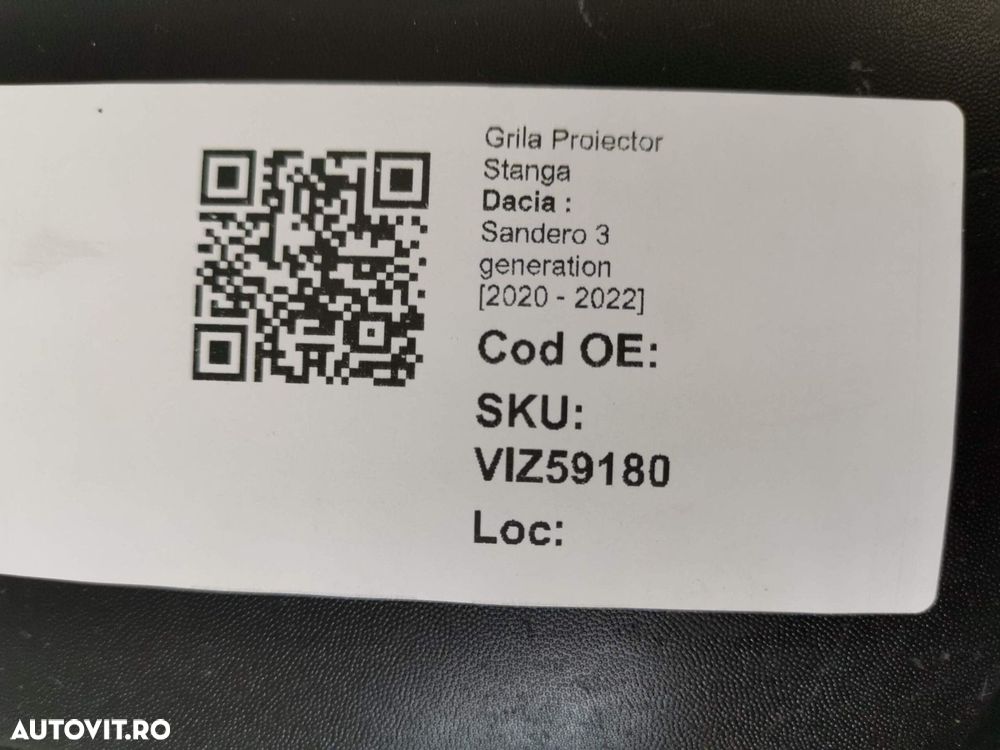 Grila Proiector
Stanga
Dacia :
Sandero 3
generation
[2020 - 2022]
Cod OE:
SKU:
VIZ59180
Loc:
AUTOVIT.RO